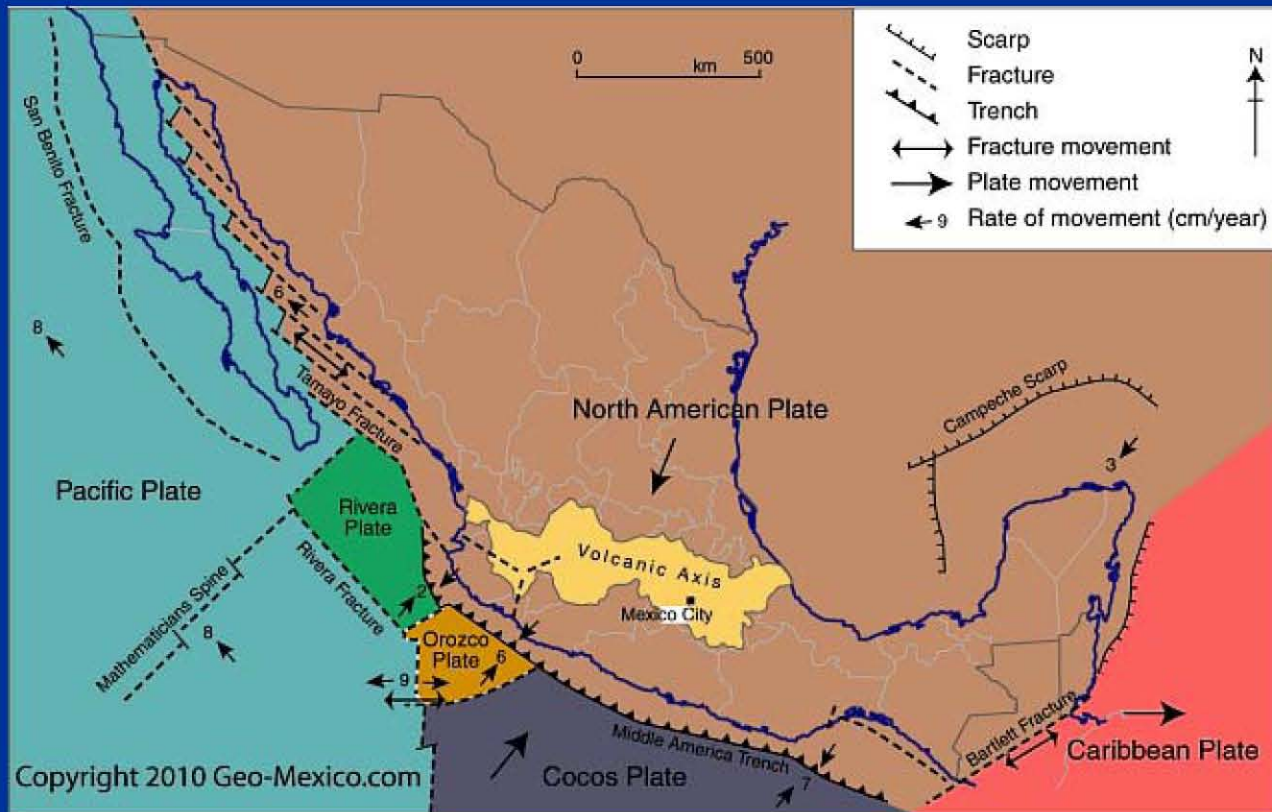 Scarp
Fracture
Trench
Fracture movement
Plate movement
9 Rate of movement (cm/year)
N
0 500
km
San Benito Fracture
8
6
Tamayo Fracture
North American Plate
Campeche Scarp
3
Pacific Plate
Rivera
Plate
Volcanic Axis
Mexico City
Rivera Fracture
Mathematicians Spine
2
8
Orozco
Plate
6
9
Middle America Trench
7
Bartlett Fracture
Caribbean Plate
Cocos Plate
Copyright 2010 Geo-Mexico.com